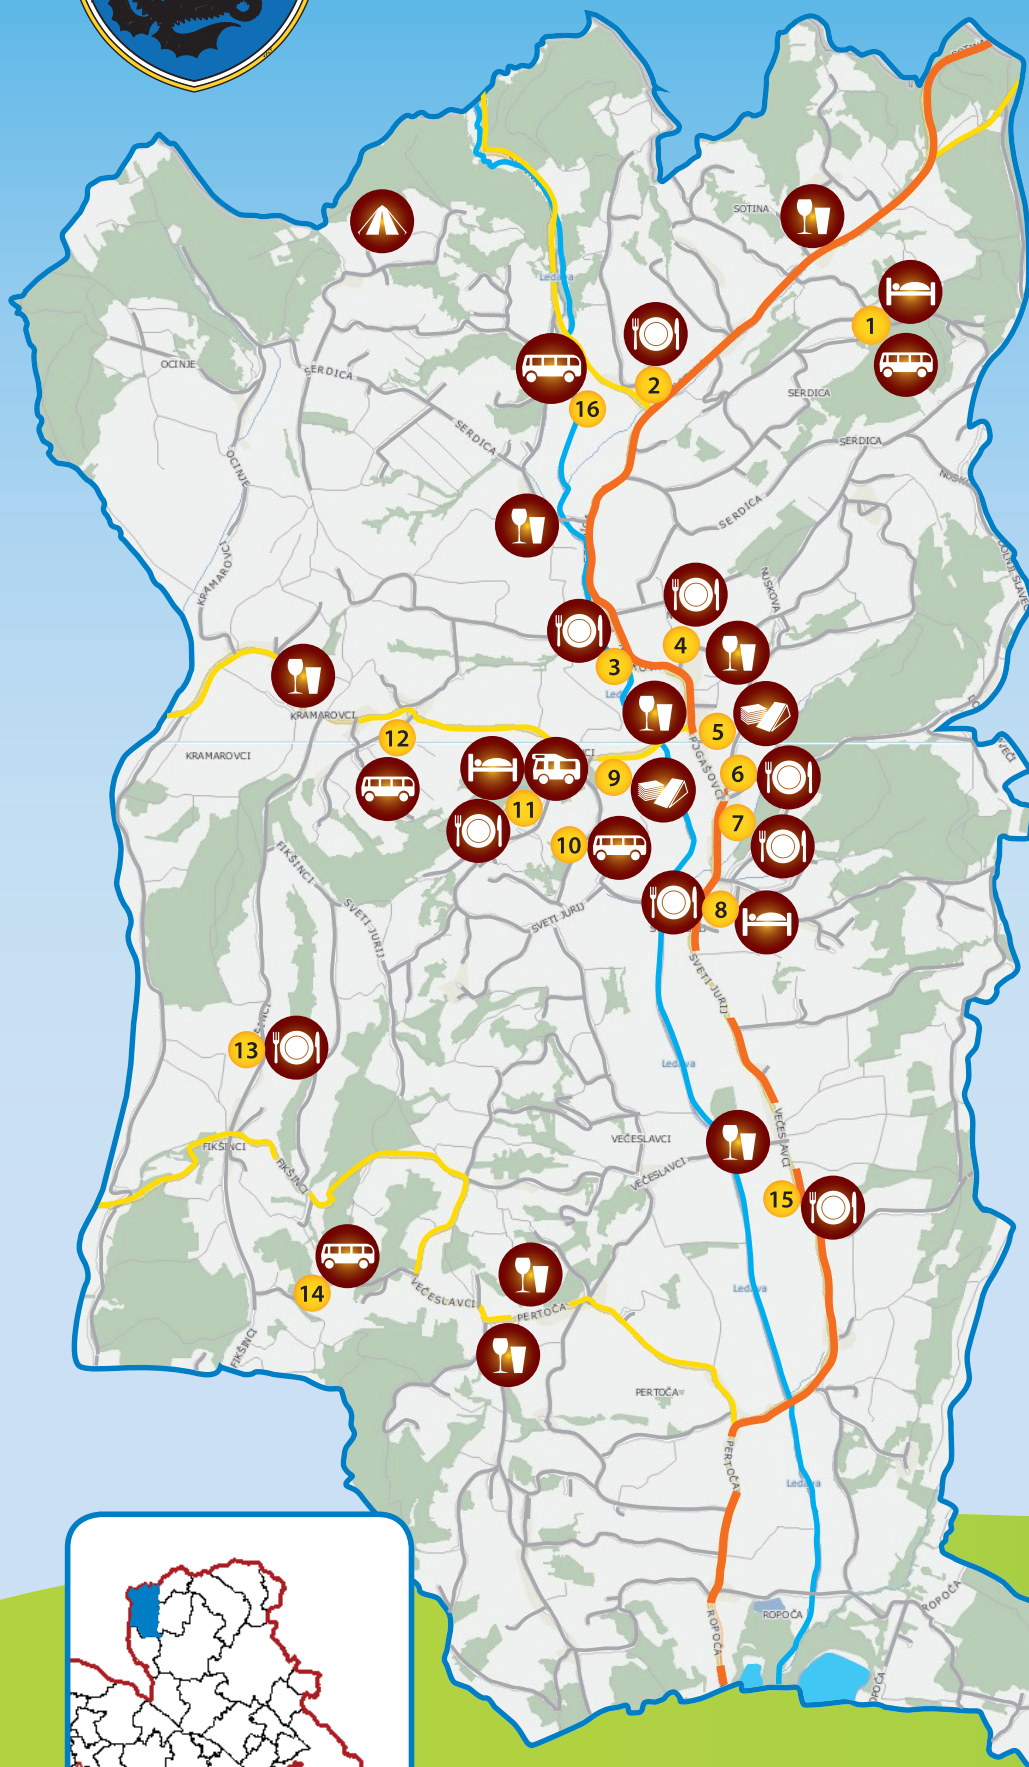 SOTINA
SOTINA
Ledava
1
2
OCINJE
SERDICA
SERDICA
16
SERDICA
SERDICA
OCINJE
SERDICA
KRAMAROVCI
NUSKOVA
4
3
KRAMAROVCI
12
5
ROGAŠOVCI
KRAMAROVCI
9
6
11
7
10
FIKŠINCI
SVETI JURIJ
SVETI JURIJ
8
SVETI JURIJ
13
Ledava
VEČESLAVCI
FIKŠINCI
VEČESLAVCI
FIKŠINCI
VEČESLAVCI
15
14
Ledava
VEČESLAVCI
PERTOČA
FIKŠINCI
PERTOČA
PERTOČA
Ledava
ROPOČA
ROPOČA
ROPOČA